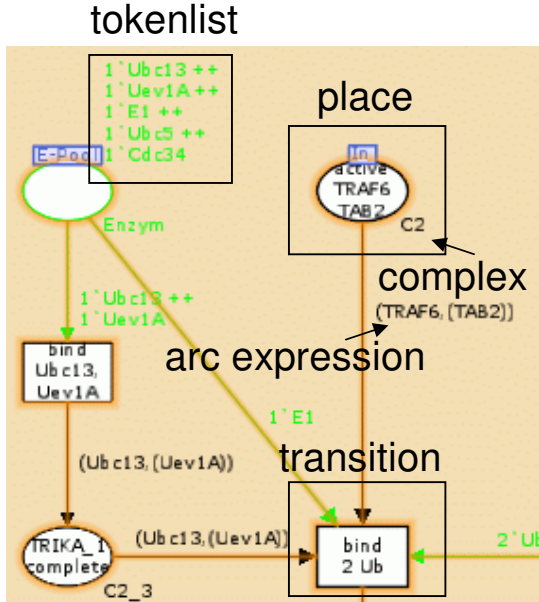 tokenlist
1`Ubc13 ++
1`Uev1A ++
1`E1 ++
1`Ubc5 ++
1`Cdc34
E-Pool
Enzym
place
In
active
TRAF6
TAB2
C2
complex
(TRAF6,(TAB2))
arc expression
1`Ubc13 ++
1`Uev1A
bind
Ubc13,
Uev1A
1`E1
transition
(Ubc13,(Uev1A))
TRIKA_1
complete
C2_3
(Ubc13,(Uev1A))
bind
2 Ub
2`Ub